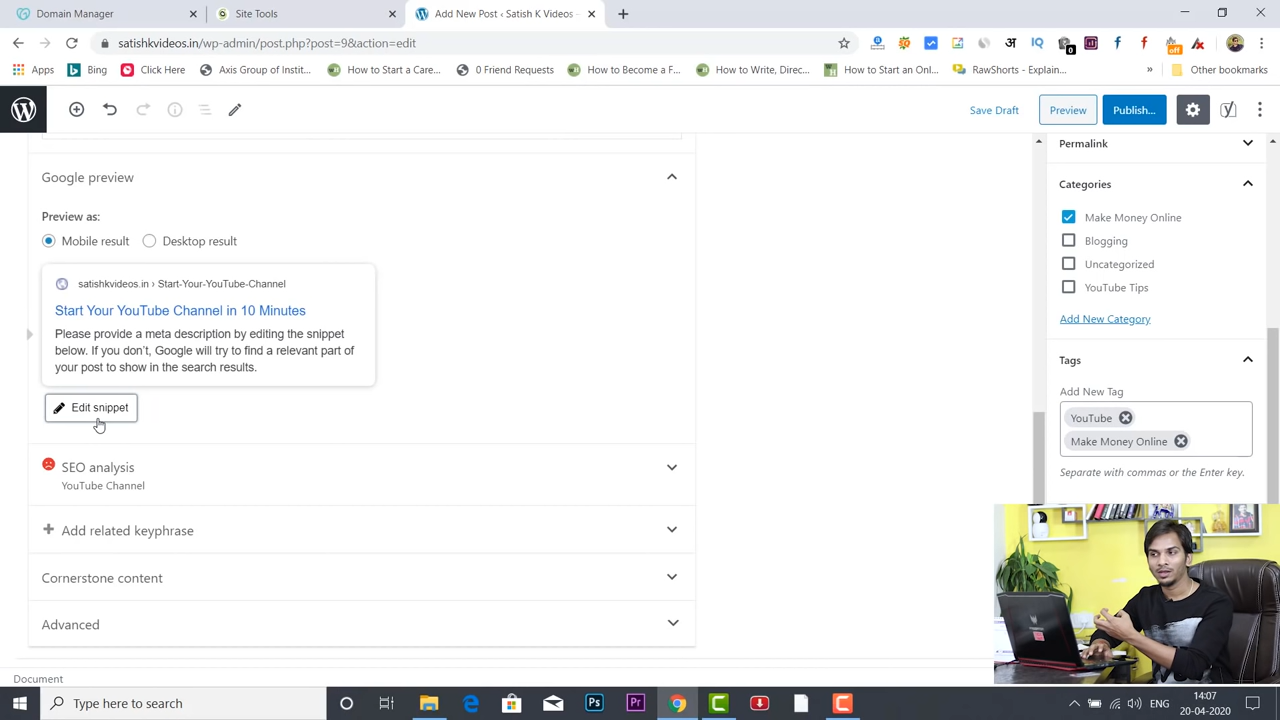 Domain Manager
Site Tools
Add New Post ‹ Satish K Videos —
satishkvideos.in/wp-admin/post.php?post=9&action=edit
off
Apps
Bing
Click Here
Axis Group of Instit...
How to Start a Care...
0 Friend Requests
How to Become a F...
How to Write, Direc...
How to Start an Onl...
RawShorts - Explain...
»
Other bookmarks
Save Draft
Preview
Publish...
Google preview
Preview as:
Mobile result
Desktop result
satishkvideos.in › Start-Your-YouTube-Channel
Start Your YouTube Channel in 10 Minutes
Please provide a meta description by editing the snippet
below. If you don’t, Google will try to find a relevant part of
your post to show in the search results.
Edit snippet
SEO analysis
YouTube Channel
Add related keyphrase
Cornerstone content
Advanced
Document
Permalink
Categories
Make Money Online
Blogging
Uncategorized
YouTube Tips
Add New Category
Tags
Add New Tag
YouTube
Make Money Online
Separate with commas or the Enter key.
Type here to search
Ps
Pr
ENG
14:07
20-04-2020